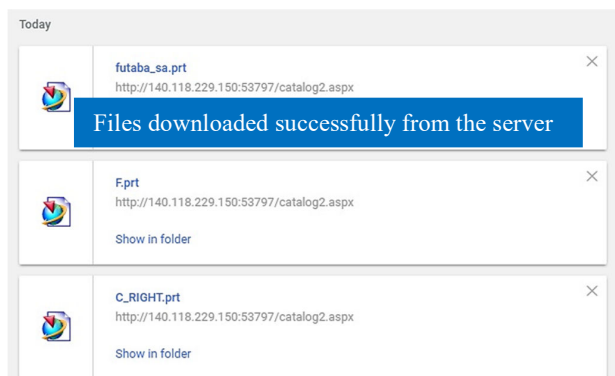 Today
futaba_sa.prt
http://140.118.229.150:53797/catalog2.aspx
Files downloaded successfully from the server
F.prt
http://140.118.229.150:53797/catalog2.aspx
Show in folder
C_RIGHT.prt
http://140.118.229.150:53797/catalog2.aspx
Show in folder